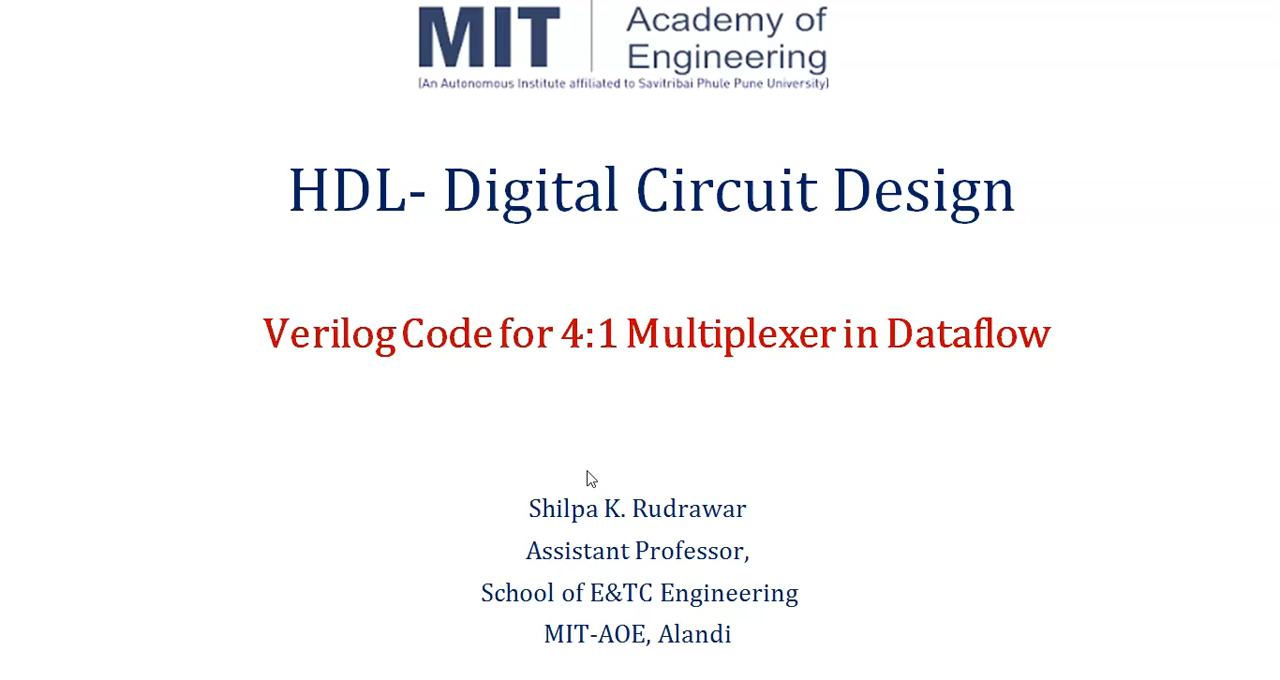 MIT
Academy of
Engineering
(An Autonomous Institute affiliated to Savitribai Phule Pune University)
HDL- Digital Circuit Design
Verilog Code for 4:1 Multiplexer in Dataflow
Shilpa K. Rudrawar
Assistant Professor,
School of E&TC Engineering
MIT-AOE, Alandi